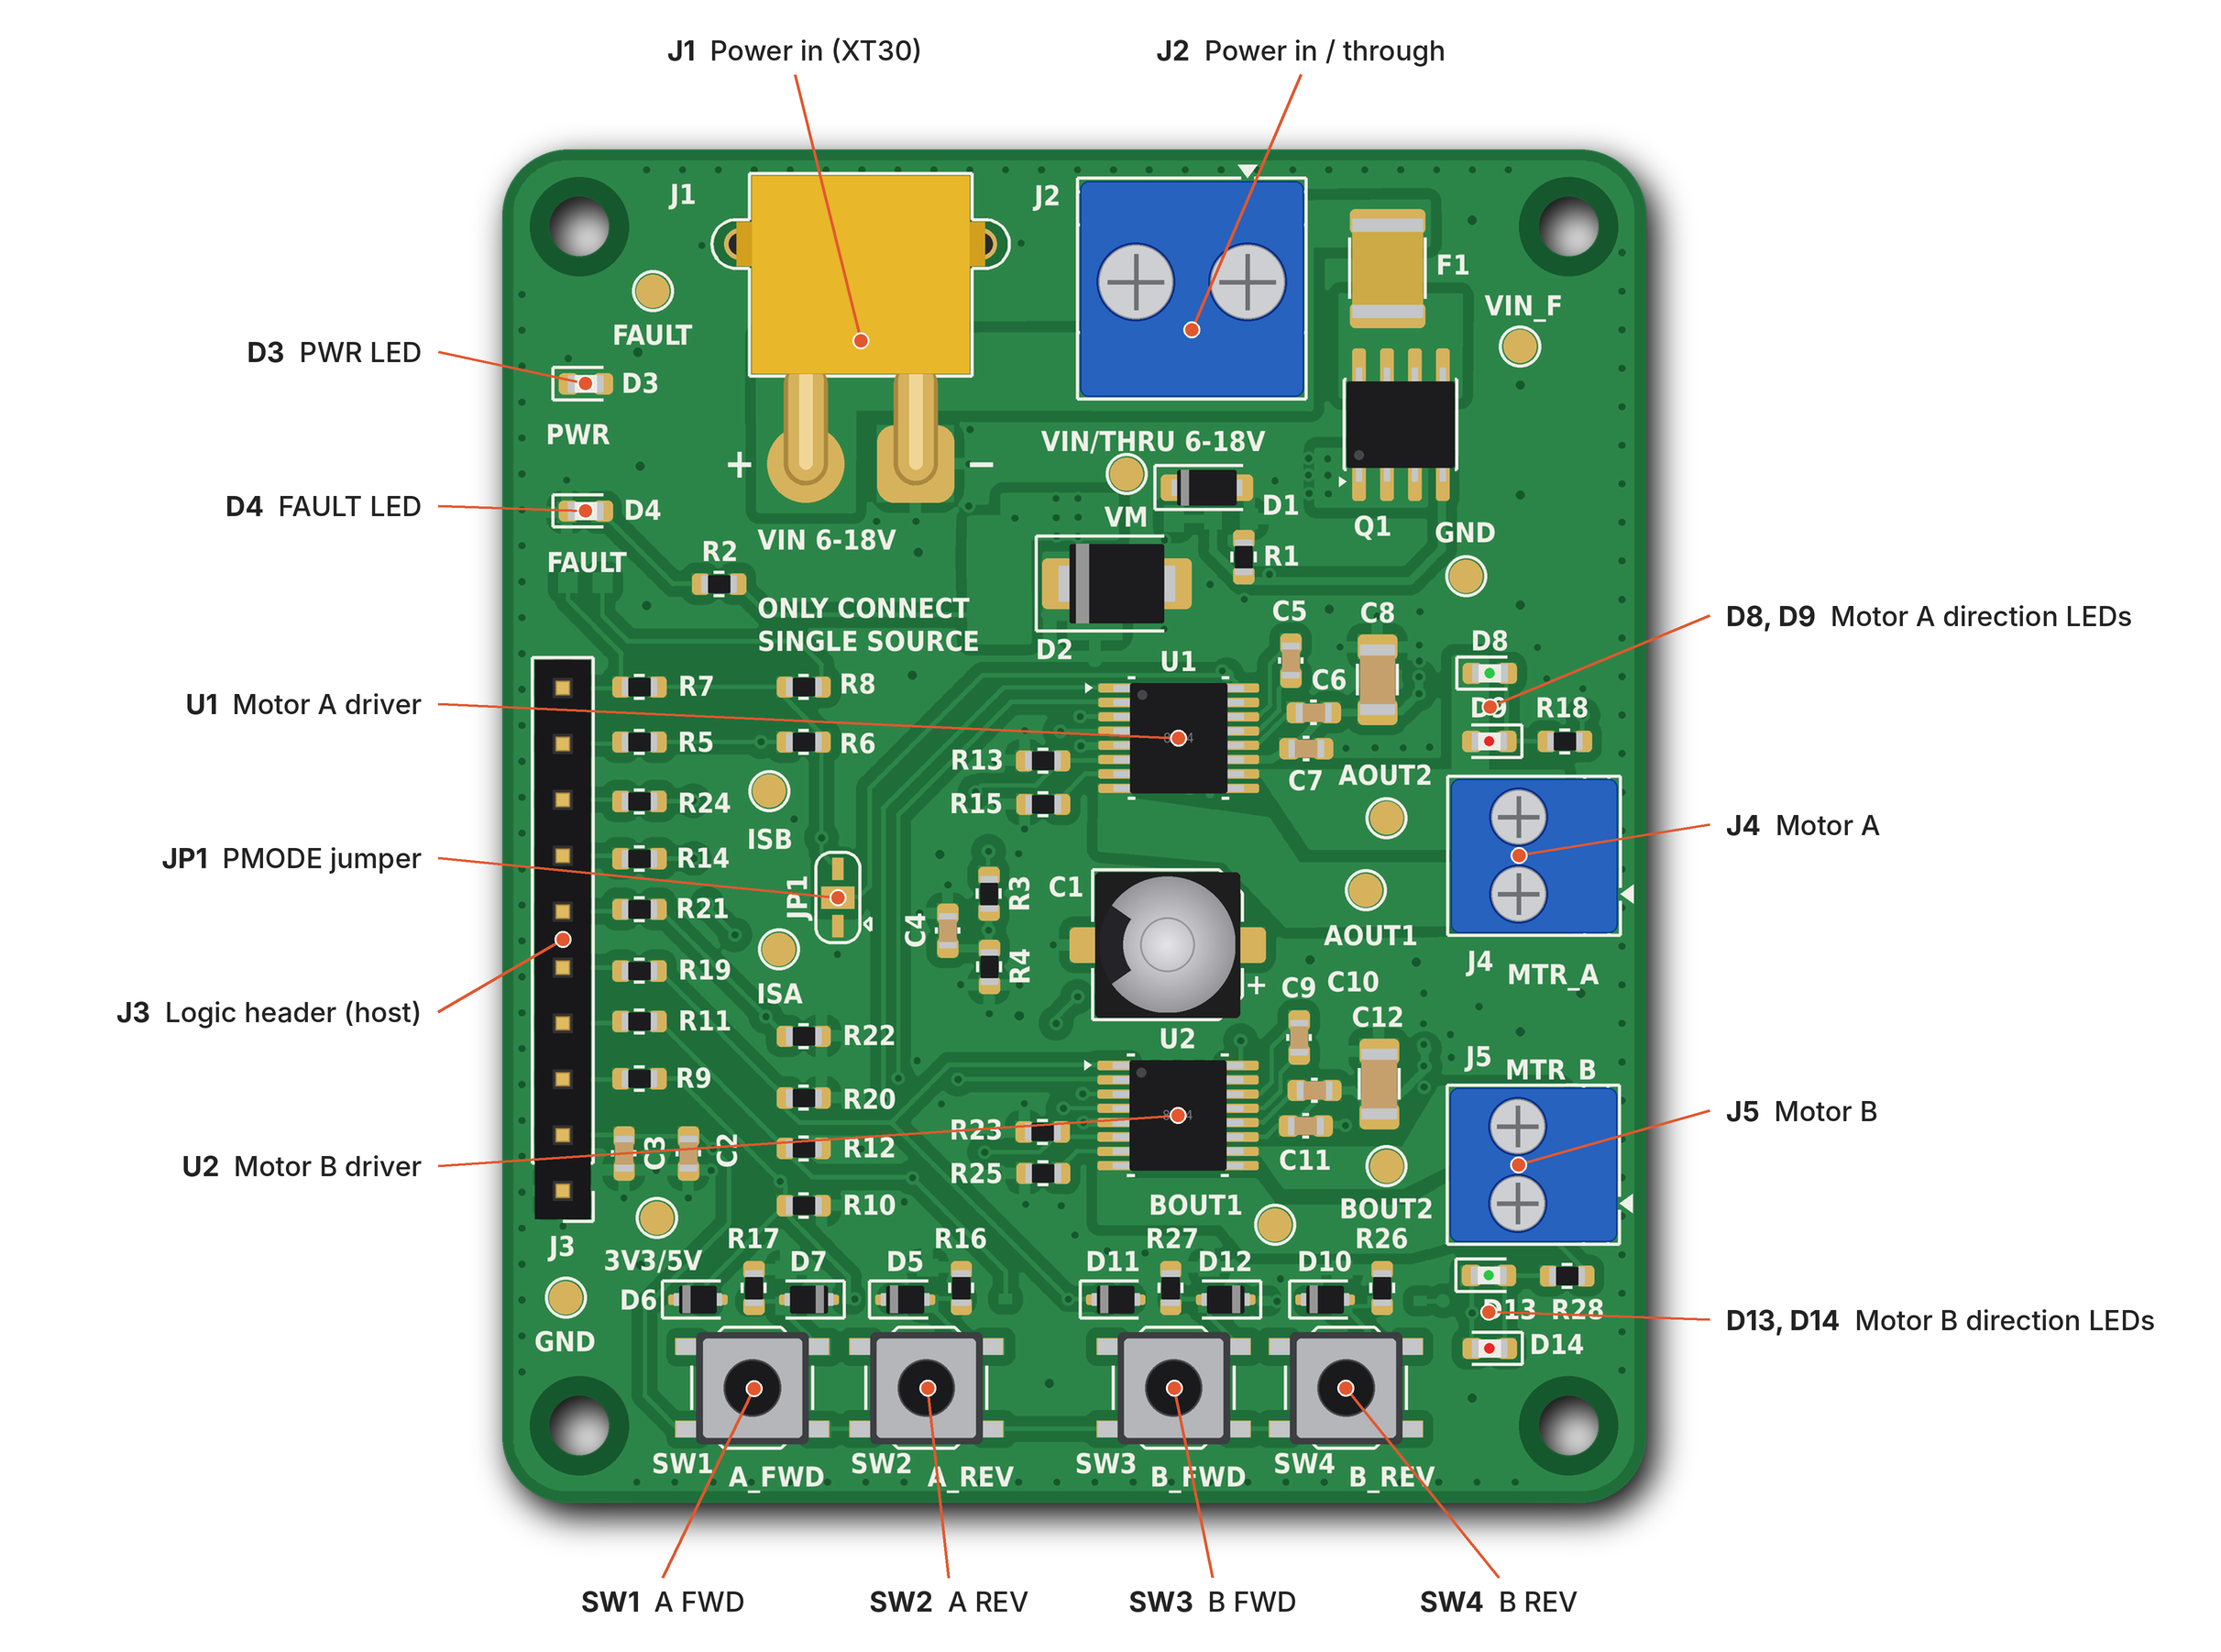 J1 Power in (XT30)
J2 Power in / through
J1
J2
F1
VIN_F
FAULT
D3 PWR LED
D3
PWR
VIN/THRU 6-18V
+
−
D4 FAULT LED
D4
VM
D1
Q1
GND
VIN 6-18V
FAULT
R2
R1
ONLY CONNECT
SINGLE SOURCE
D2
C5
C8
D8, D9 Motor A direction LEDs
D8
U1
R7
R8
C6
D9
R18
U1 Motor A driver
R5
R6
R13
C7
AOUT2
R24
R15
ISB
J4 Motor A
JP1 PMODE jumper
R14
JP1
R3
C1
R21
C4
AOUT1
R19
ISA
R4
J4
MTR_A
+
C9
C10
J3 Logic header (host)
R11
R22
U2
C12
J5
MTR_B
R9
R20
J5 Motor B
R23
C3
C2
R12
C11
U2 Motor B driver
R25
R10
BOUT1
BOUT2
J3
3V3/5V
R17
R16
R27
R26
D6
D7
D5
D11
D12
D10
D13
R28
D13, D14 Motor B direction LEDs
GND
D14
SW1
A_FWD
SW2
A_REV
SW3
B_FWD
SW4
B_REV
SW1 A FWD
SW2 A REV
SW3 B FWD
SW4 B REV